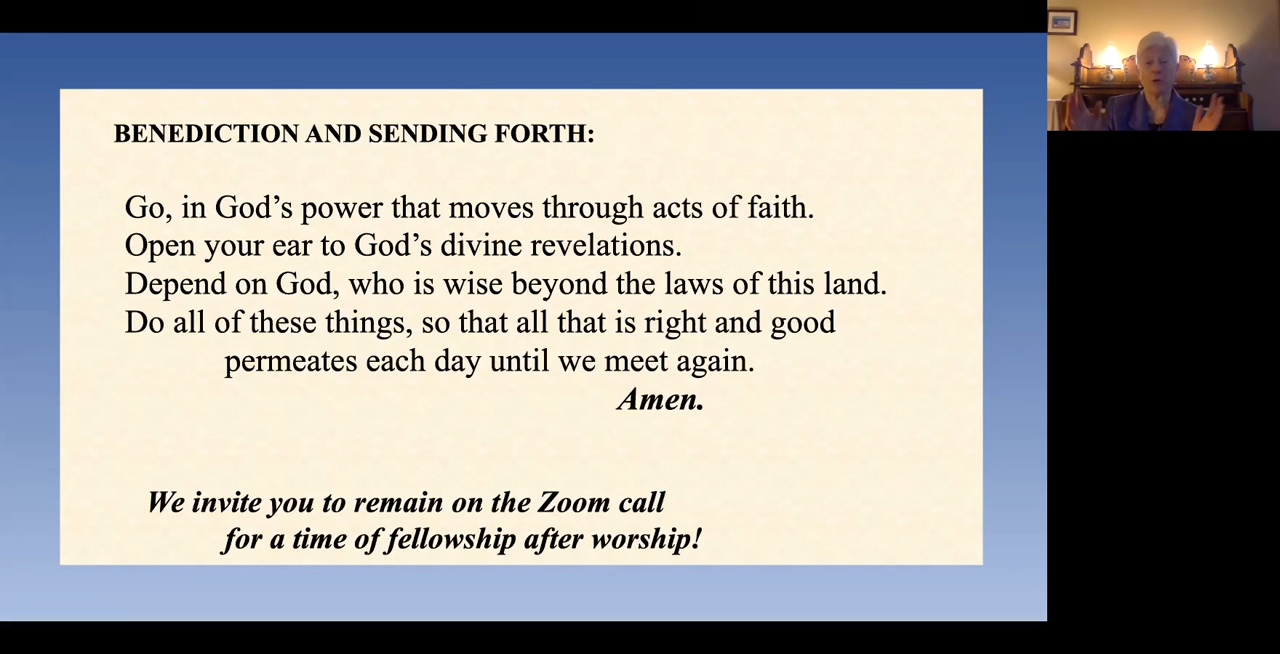 BENEDICTION AND SENDING FORTH:
Go, in God’s power that moves through acts of faith.
Open your ear to God’s divine revelations.
Depend on God, who is wise beyond the laws of this land.
Do all of these things, so that all that is right and good
permeates each day until we meet again.
Amen.
We invite you to remain on the Zoom call
for a time of fellowship after worship!